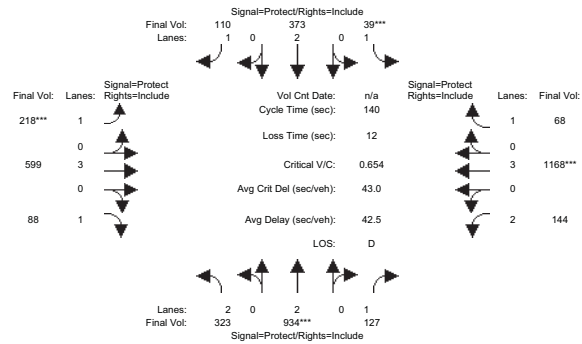 Signal=Protect/Rights=Include
Final Vol: 110 373 39***
Lanes: 1 0 2 0 1
Signal=Protect
Final Vol: Lanes: Rights=Include
Vol Cnt Date: n/a
Signal=Protect
Rights=Include Lanes: Final Vol:
Cycle Time (sec): 140
218*** 1
1 68
Loss Time (sec): 12
0
0
599 3
Critical V/C: 0.654
3 1168***
0
Avg Crit Del (sec/veh): 43.0
0
88 1
Avg Delay (sec/veh): 42.5
2 144
LOS: D
Lanes: 2 0 2 0 1
Final Vol: 323 934*** 127
Signal=Protect/Rights=Include